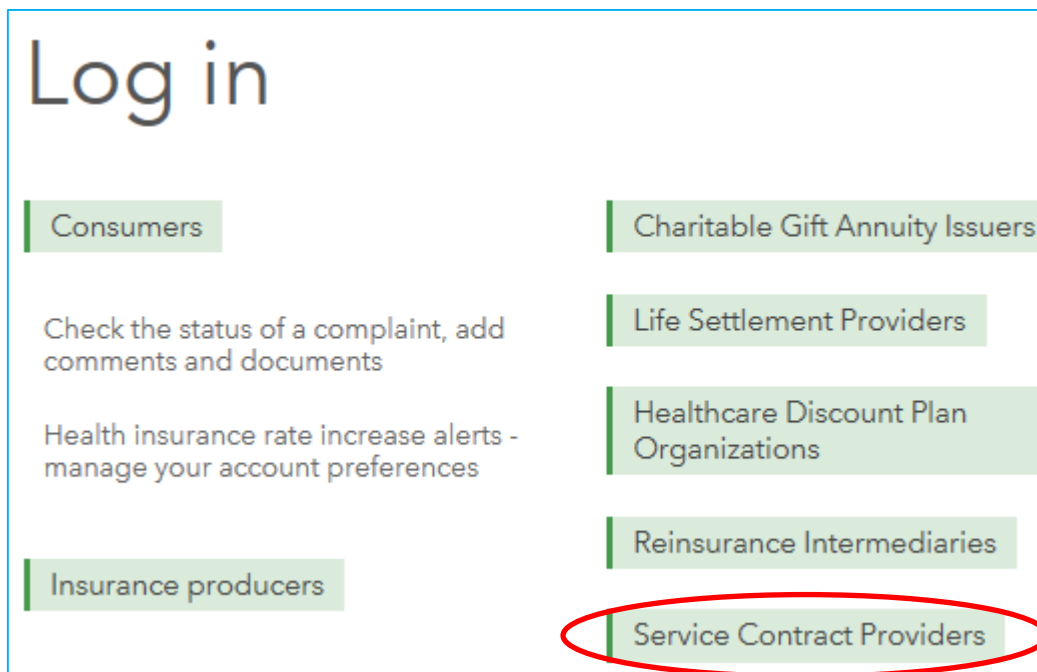 Log in
Consumers
Check the status of a complaint, add
comments and documents
Health insurance rate increase alerts -
manage your account preferences
Insurance producers
Charitable Gift Annuity Issuers
Life Settlement Providers
Healthcare Discount Plan
Organizations
Reinsurance Intermediaries
Service Contract Providers